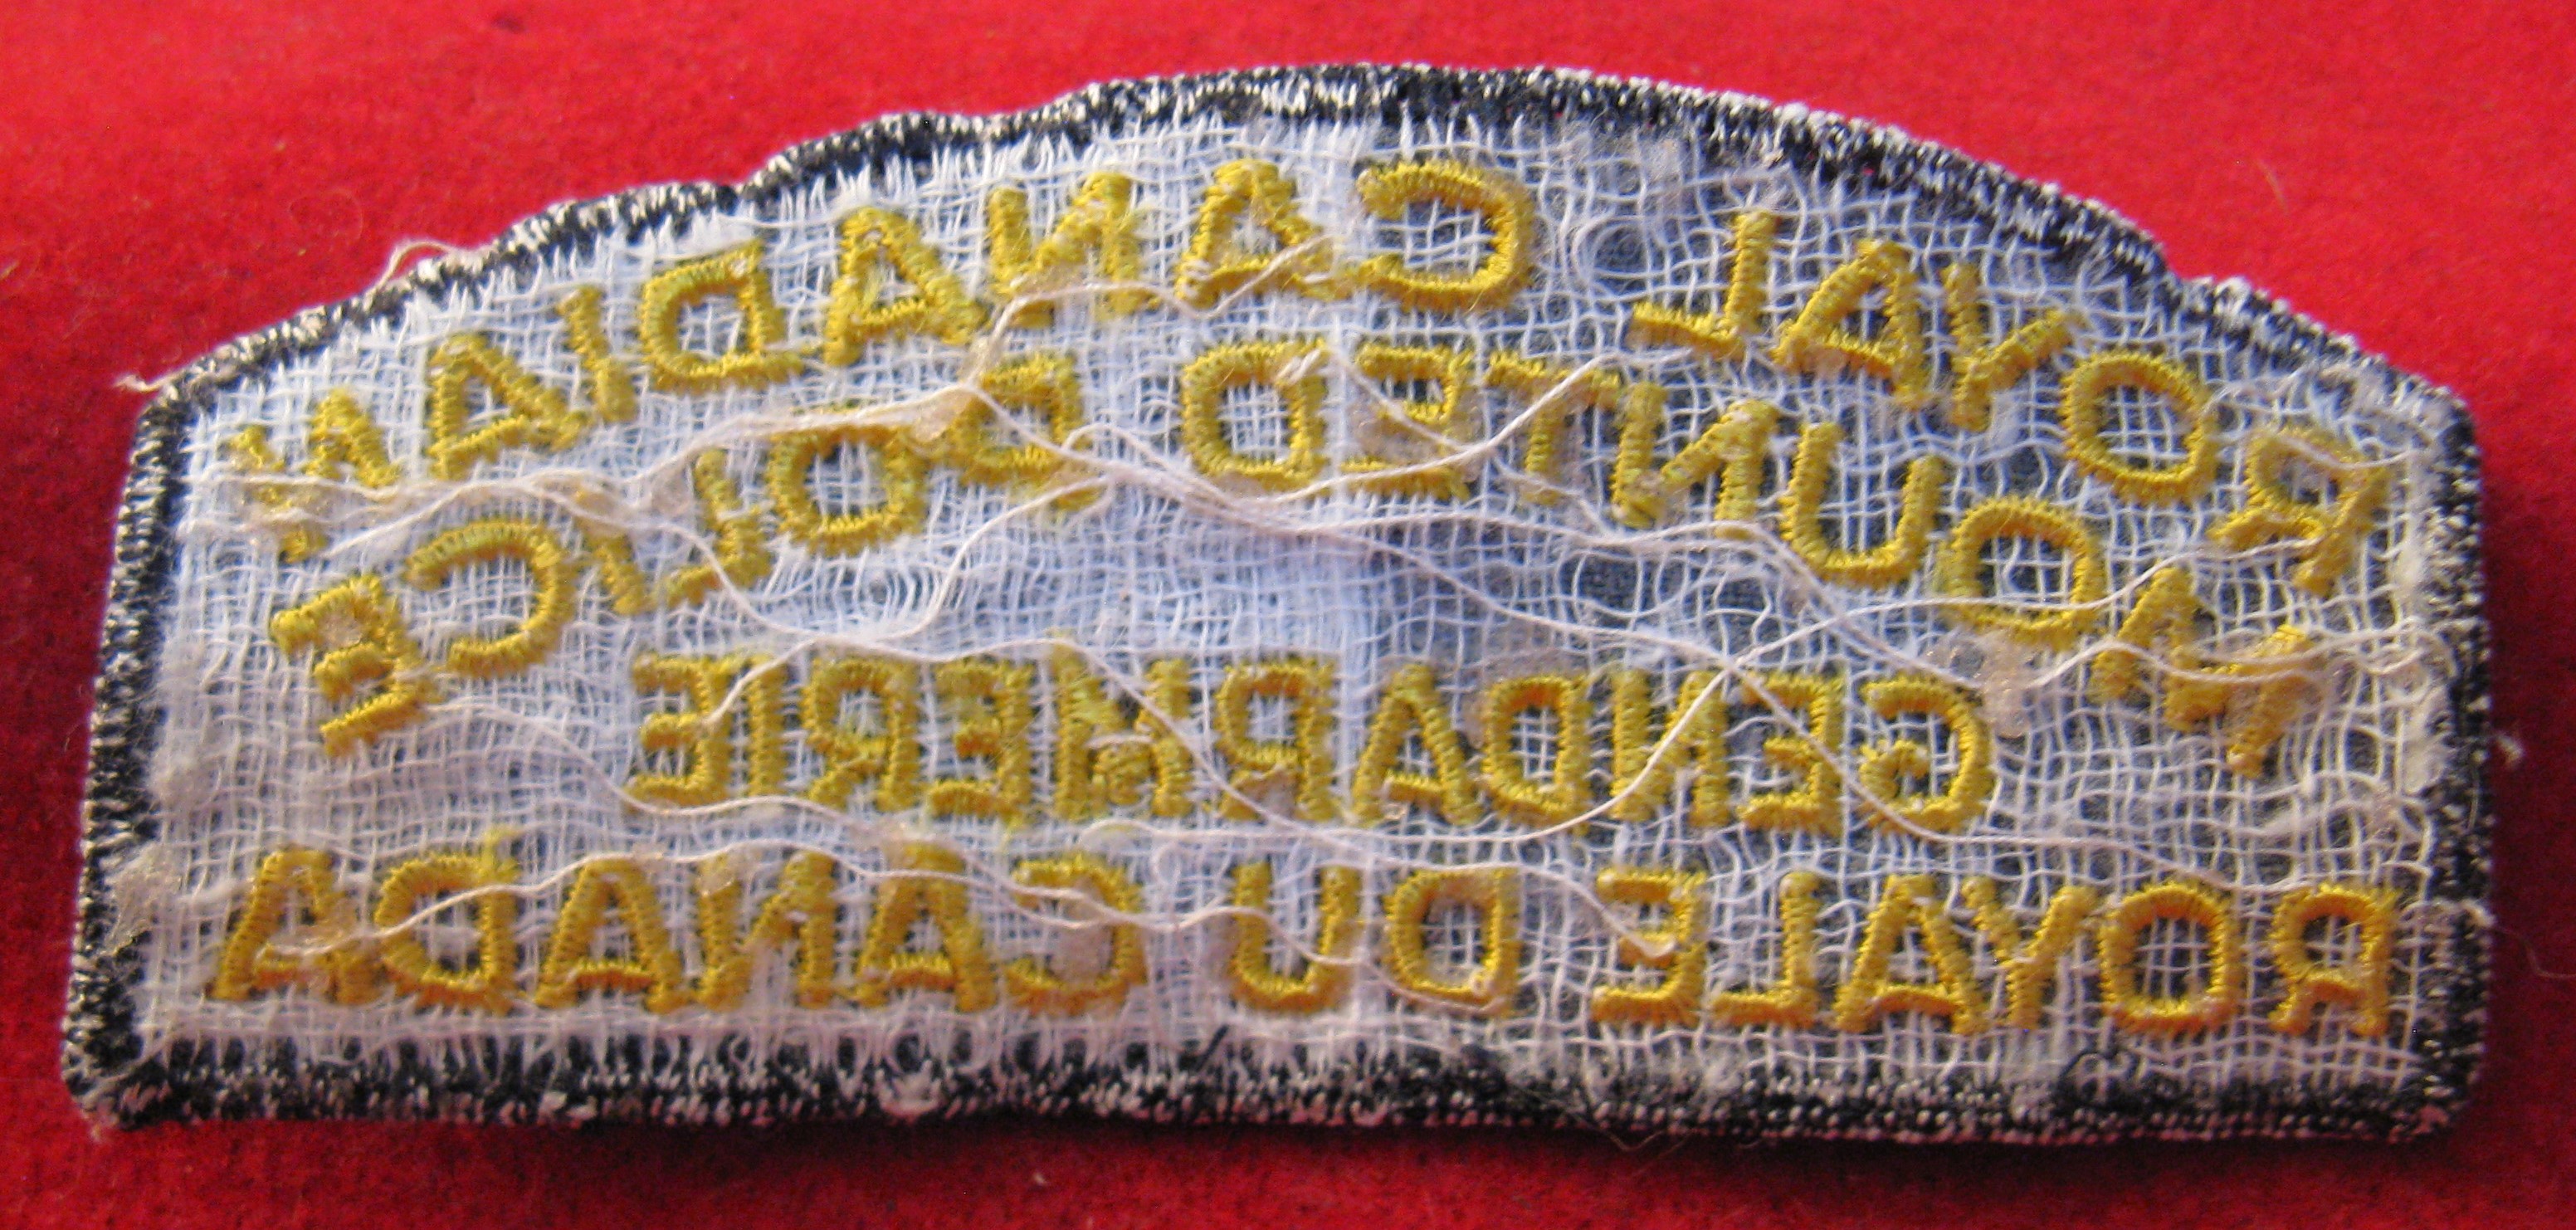 ROYAL CANADIAN
MOUNTED POLICE
GENDARMERIE
ROYALE DU CANADA